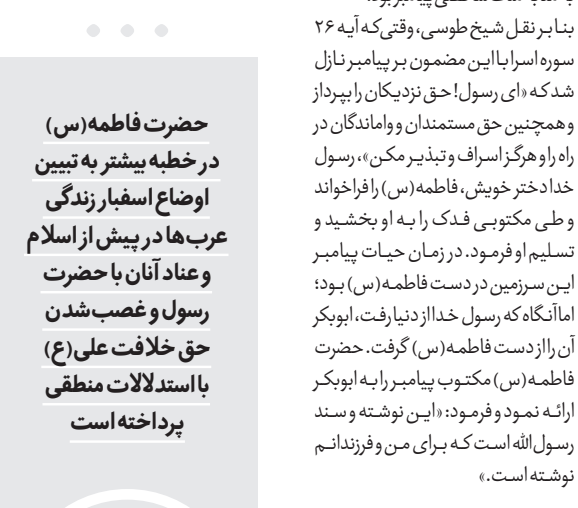 بنا بر نقل شیخ طوسی، وقتی‌که آیه ۲۶
سوره اسرا با این مضمون بر پیامبر نازل
شد که «ای رسول! حق نزدیکان را بپرداز
و همچنین حق مستمندان و واماندگان در
راه را و هرگز اسراف و تبذیر مکن»، رسول
خدا دختر خویش، فاطمه(س) را فراخواند
و طی مکتوبی فدک را به او بخشید و
تسلیم او فرمود. در زمان حیات پیامبر
این سرزمین در دست فاطمه(س) بود؛
اما آنگاه که رسول خدا از دنیا رفت، ابوبکر
آن را از دست فاطمه(س) گرفت. حضرت
فاطمه(س) مکتوب پیامبر را به ابوبکر
ارائه نمود و فرمود: «این نوشته و سند
رسول‌الله است که برای من و فرزندانم
نوشته است.»
حضرت فاطمه(س)
در خطبه بیشتر به تبیین
اوضاع اسفبار زندگی
عرب‌ها در پیش از اسلام
و عناد آنان با حضرت
رسول و غصب شدن
حق خلافت علی(ع)
با استدلالات منطقی
پرداخته است